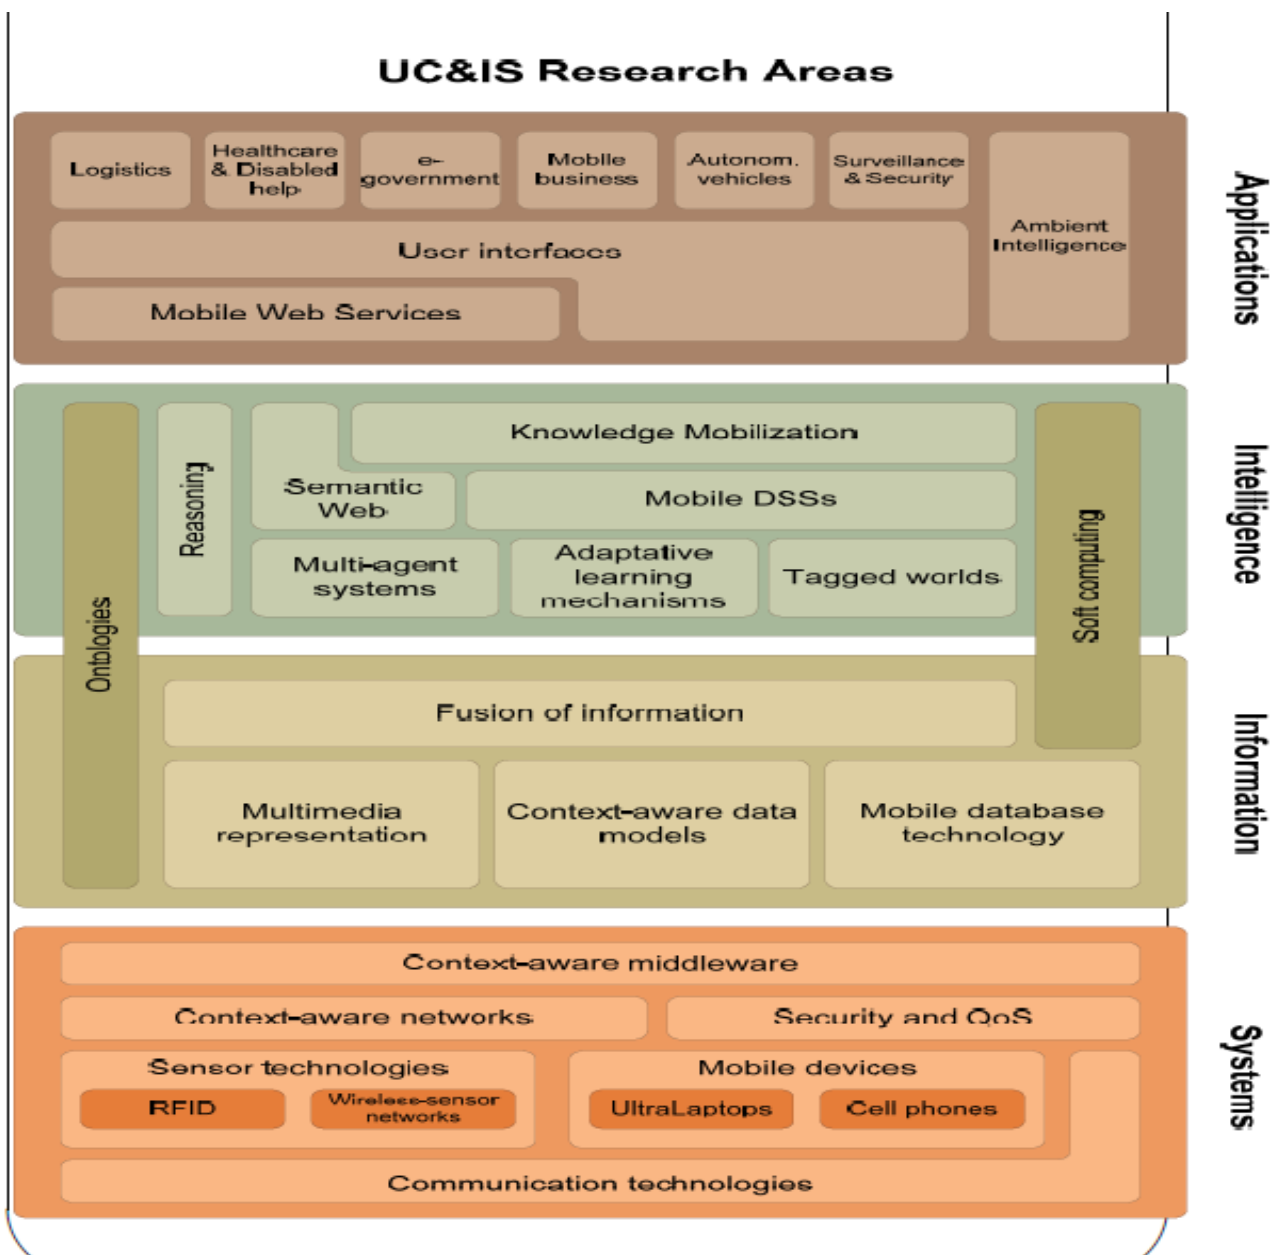 UC&IS Research Areas
Logistics
Healthcare
& Disabled
help
e-
government
Mobile
business
Autonom.
vehicles
Surveillance
& Security
Ambient
Intelligence
User interfaces
Mobile Web Services
Applications
Knowledge Mobilization
Reasoning
Semantic
Web
Mobile DSSs
Multi-agent
systems
Adaptative
learning
mechanisms
Tagged worlds
Ontologies
Soft computing
Intelligence
Fusion of information
Multimedia
representation
Context-aware data
models
Mobile database
technology
Information
Context-aware middleware
Context-aware networks
Security and QoS
Sensor technologies
RFID
Wireless-sensor
networks
Mobile devices
UltraLaptops
Cell phones
Communication technologies
Systems